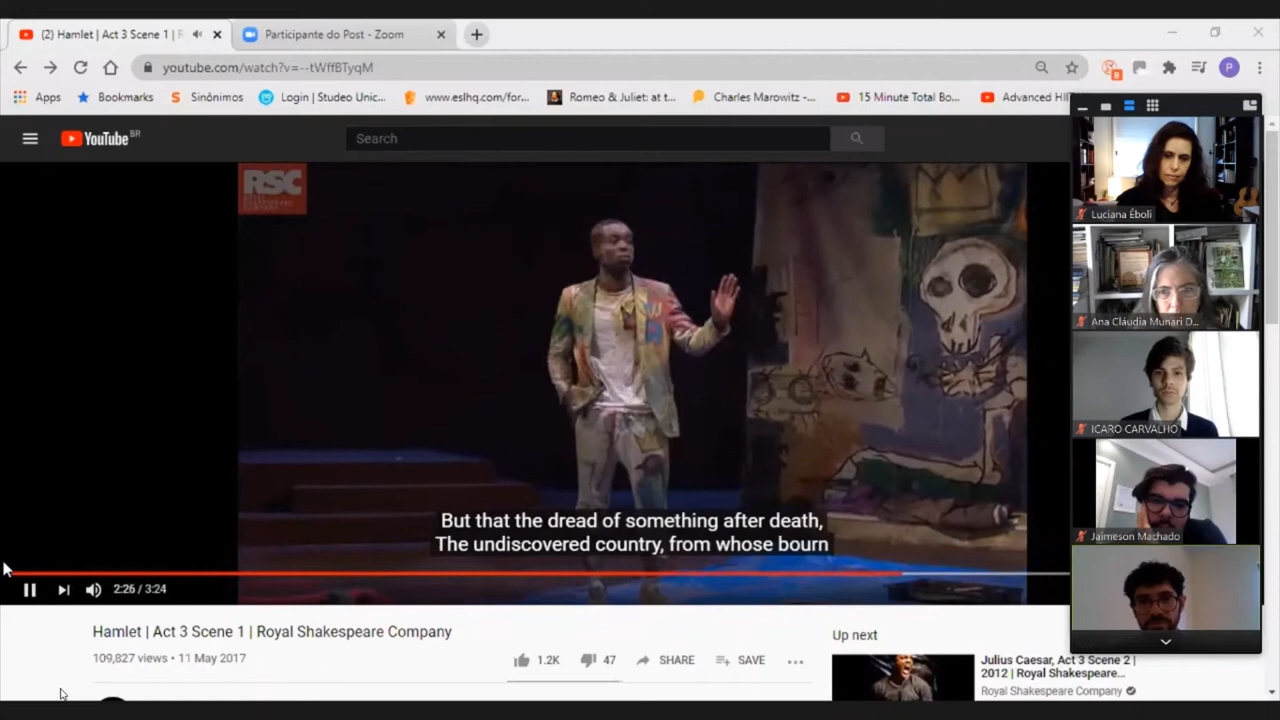 (2) Hamlet | Act 3 Scene 1 | R
Participante do Post - Zoom
youtube.com/watch?v=--tWffBTyqM
8
P
Apps
Bookmarks
Sinônimos
Login | Studeo Unic...
www.eslhq.com/for...
Romeo & Juliet: at t...
Charles Marowitz -...
15 Minute Total Bo...
Advanced
YouTube BR
Search
RSC
Luciana Éboli
Ana Cláudia Munari D...
ICARO CARVALHO
Jaimeson Machado
But that the dread of something after death,
The undiscovered country, from whose bourn
2:26 / 3:24
Hamlet | Act 3 Scene 1 | Royal Shakespeare Company
109,827 views • 11 May 2017
1.2K
47
SHARE
SAVE
Up next
Julius Caesar, Act 3 Scene 2 |
2012 | Royal Shakespeare...
Royal Shakespeare Company